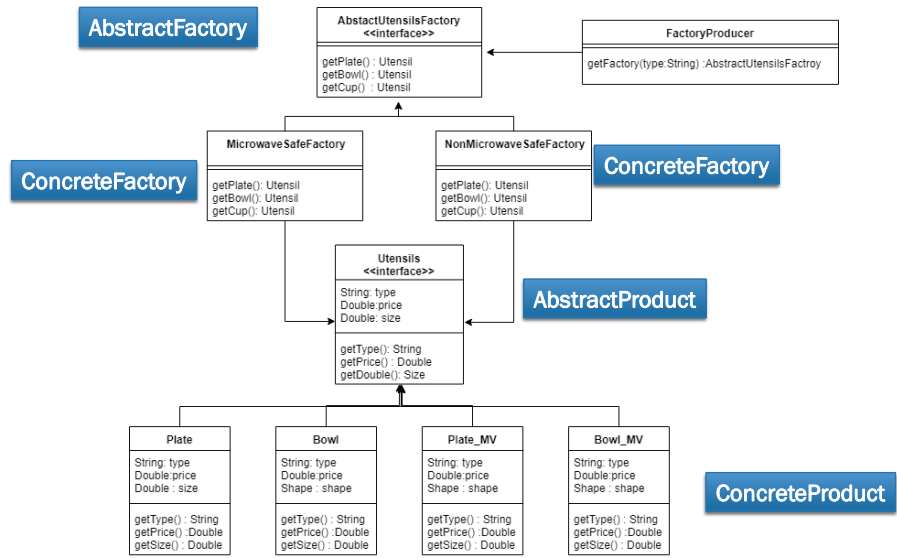 AbstractFactory
AbstactUtensilsFactory
<<interface>>
getPlate() : Utensil
getBowl() : Utensil
getCup() : Utensil
FactoryProducer
getFactory(type:String) :AbstractUtensilsFactroy
ConcreteFactory
MicrowaveSafeFactory
getPlate(): Utensil
getBowl(): Utensil
getCup(): Utensil
NonMicrowaveSafeFactory
getPlate(): Utensil
getBowl(): Utensil
getCup(): Utensil
ConcreteFactory
Utensils
<<interface>>
String: type
Double:price
Double: size
getType(): String
getPrice() : Double
getDouble(): Size
AbstractProduct
Plate
String: type
Double:price
Double : size
getType() : String
getPrice() :Double
getSize() : Double
Bowl
String: type
Double:price
Shape : shape
getType() : String
getPrice() :Double
getSize() : Double
Plate_MV
String: type
Double:price
Shape : shape
getType() : String
getPrice() :Double
getSize() : Double
Bowl_MV
String: type
Double:price
Shape : shape
getType() : String
getPrice() :Double
getSize() : Double
ConcreteProduct